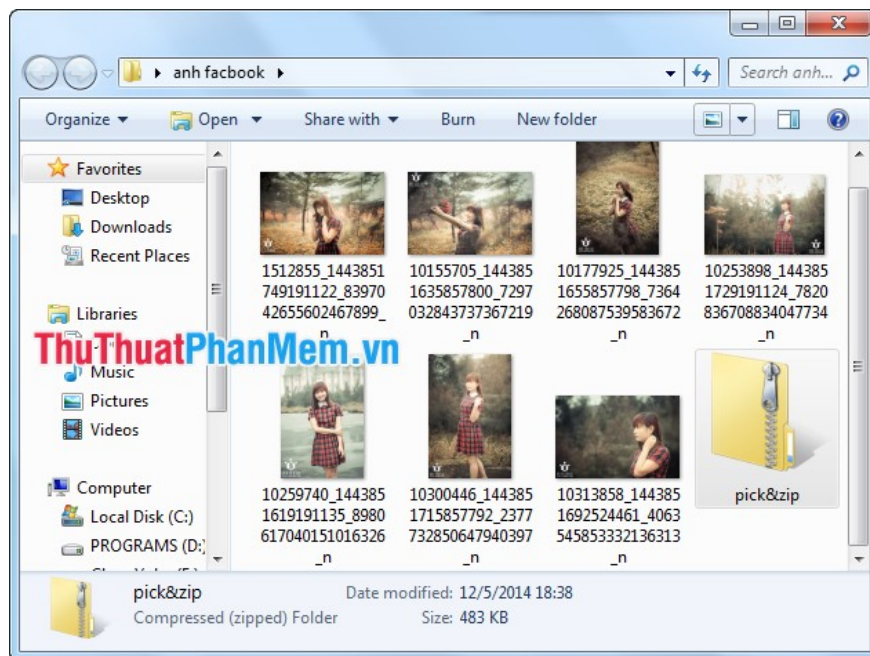 anh facbook
Search anh...
Organize
Open
Share with
Burn
New folder
Favorites
Desktop
Downloads
Recent Places
Libraries
Music
Pictures
Videos
Computer
Local Disk (C:)
PROGRAMS (D:)
1512855_1443851
749191122_83970
42655602467899_
n
10155705_144385
1635857800_7297
032843737367219
_n
10177925_144385
1655857798_7364
268087539583672
_n
10253898_144385
1729191124_7820
836708834047734
_n
ThuThuatPhanMem.vn
10259740_144385
1619191135_8980
617040151016326
_n
10300446_144385
1715857792_2377
732850647940397
_n
10313858_144385
1692524461_4063
545853332136313
_n
pick&zip
pick&zip
Date modified: 12/5/2014 18:38
Compressed (zipped) Folder
Size: 483 KB